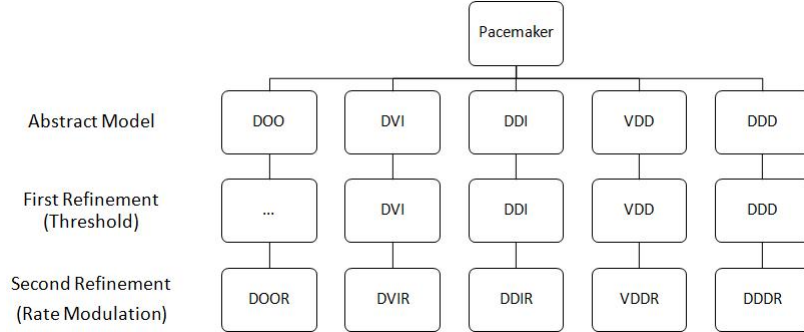 Pacemaker
Abstract Model
DOO
DVI
DDI
VDD
DDD
First Refinement
(Threshold)
...
DVI
DDI
VDD
DDD
Second Refinement
(Rate Modulation)
DOOR
DVIR
DDIR
VDDR
DDDR